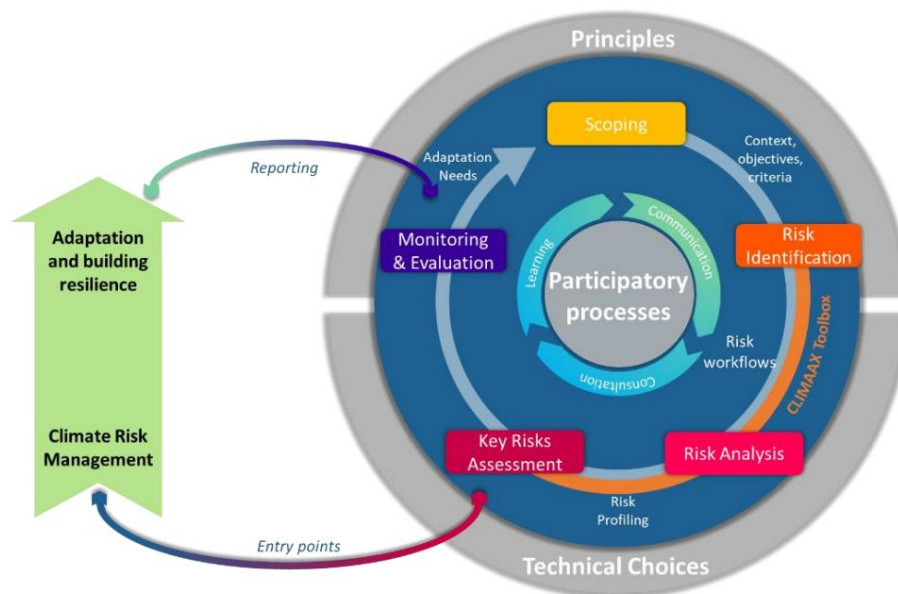 Principles
Scoping
Context,
objectives,
criteria
Adaptation
Needs
Reporting
Monitoring
& Evaluation
Risk
Identification
Learning
Communication
Consultation
Participatory
processes
Risk
workflows
CLIMAAX Toolbox
Adaptation
and building
resilience
Climate Risk
Management
Key Risks
Assessment
Risk Analysis
Risk
Profiling
Entry points
Technical Choices